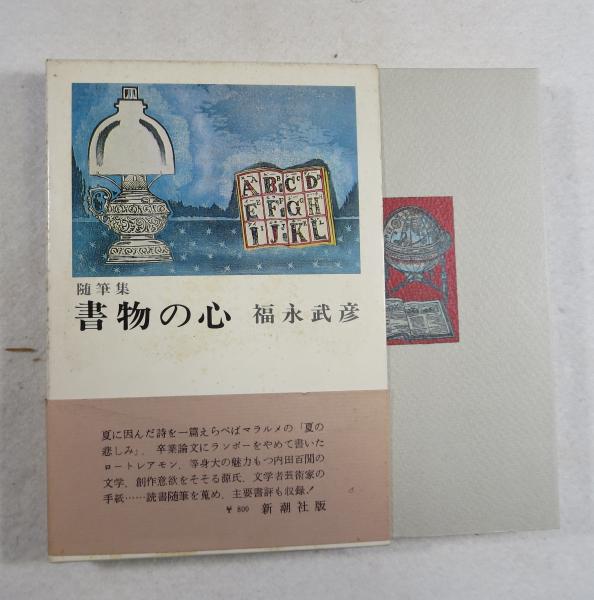 ABCD
EFGH
IJKL
随筆集
書物の心 福永武彦
夏に因んだ詩を一篇えらべばマラルメの「夏の
悲しみ」、卒業論文にランボーをやめて書いた
ロートレアモン、等身大の魅力もつ内田百閒の
文学、創作意欲をそそる源氏、文学者芸術家の
手紙……読書随筆を蒐め、主要書評も収録！
￥800 新潮社版